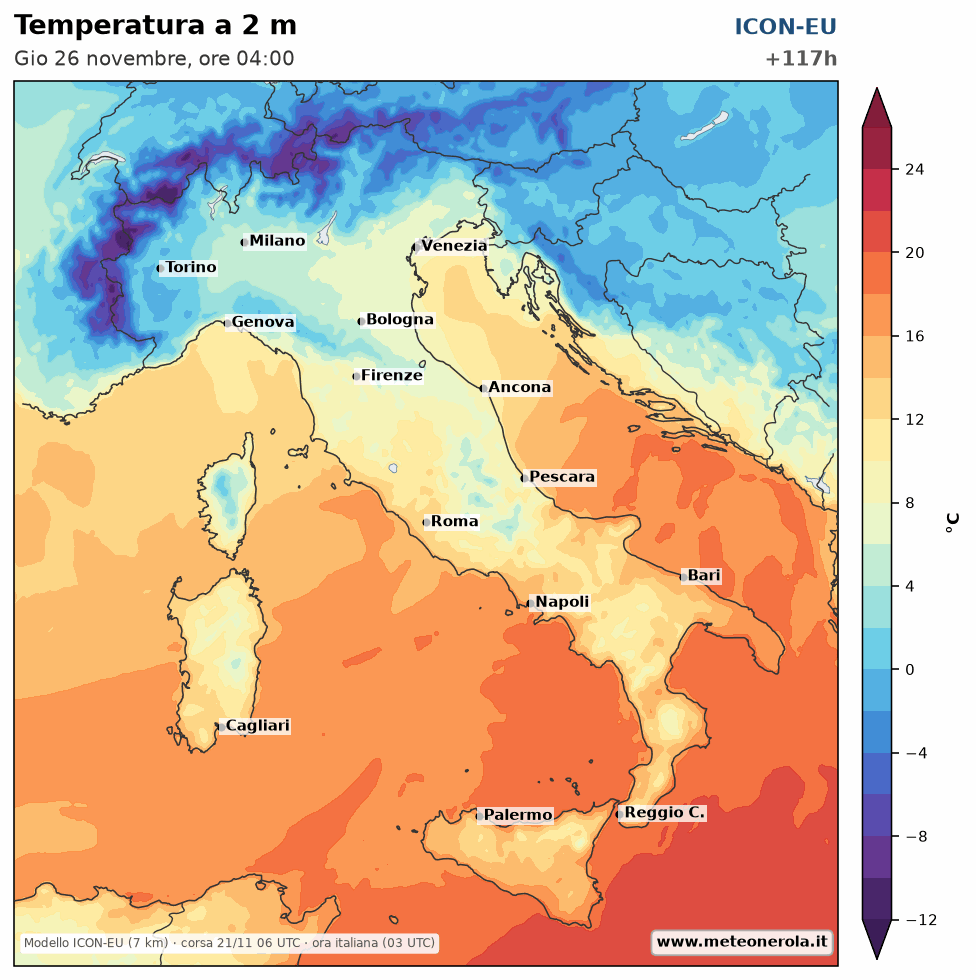 Temperatura a 2 m
ICON-EU
Gio 26 novembre, ore 04:00
+117h
24
20
16
12
8
4
0
−4
−8
−12
°C
Milano
Venezia
Torino
Genova
Bologna
Firenze
Ancona
Pescara
Roma
Bari
Napoli
Cagliari
Palermo
Reggio C.
Modello ICON-EU (7 km) · corsa 21/11 06 UTC · ora italiana (03 UTC)
www.meteonerola.it